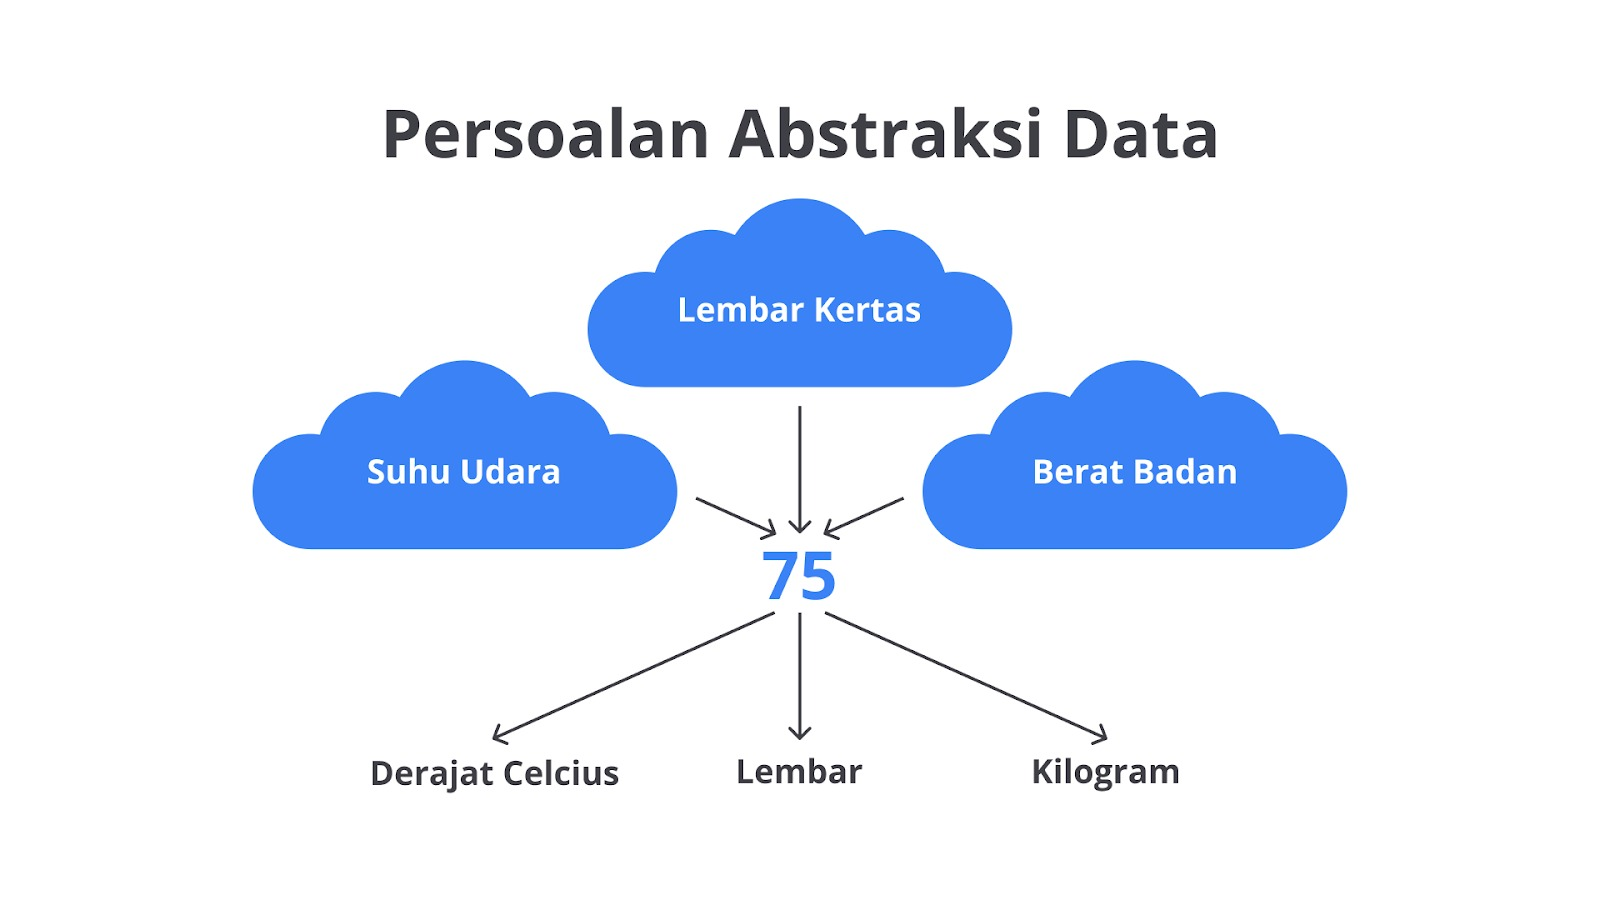 Persoalan Abstraksi Data
Lembar Kertas
Suhu Udara
Berat Badan
75
Derajat Celcius
Lembar
Kilogram